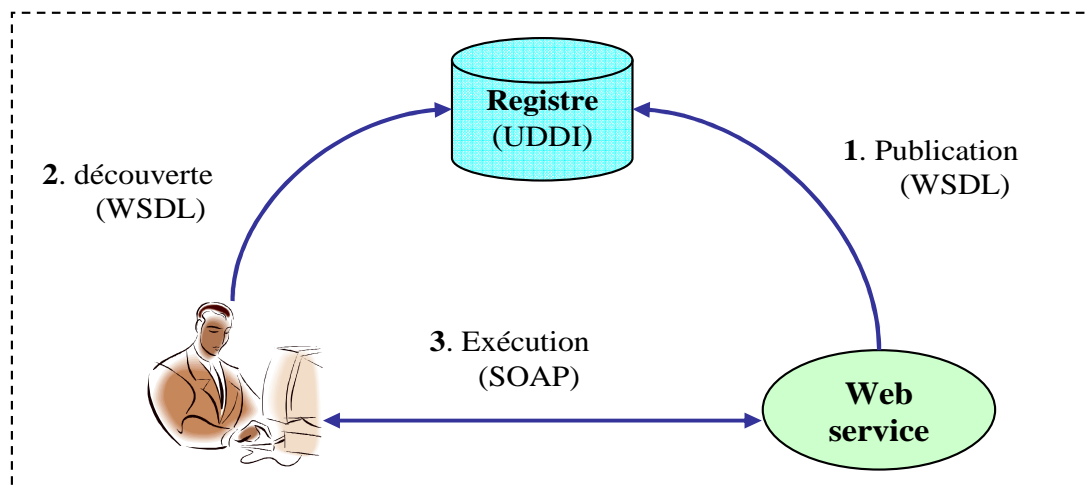 Registre
(UDDI)
1. Publication
(WSDL)
2. découverte
(WSDL)
3. Exécution
(SOAP)
Web
service